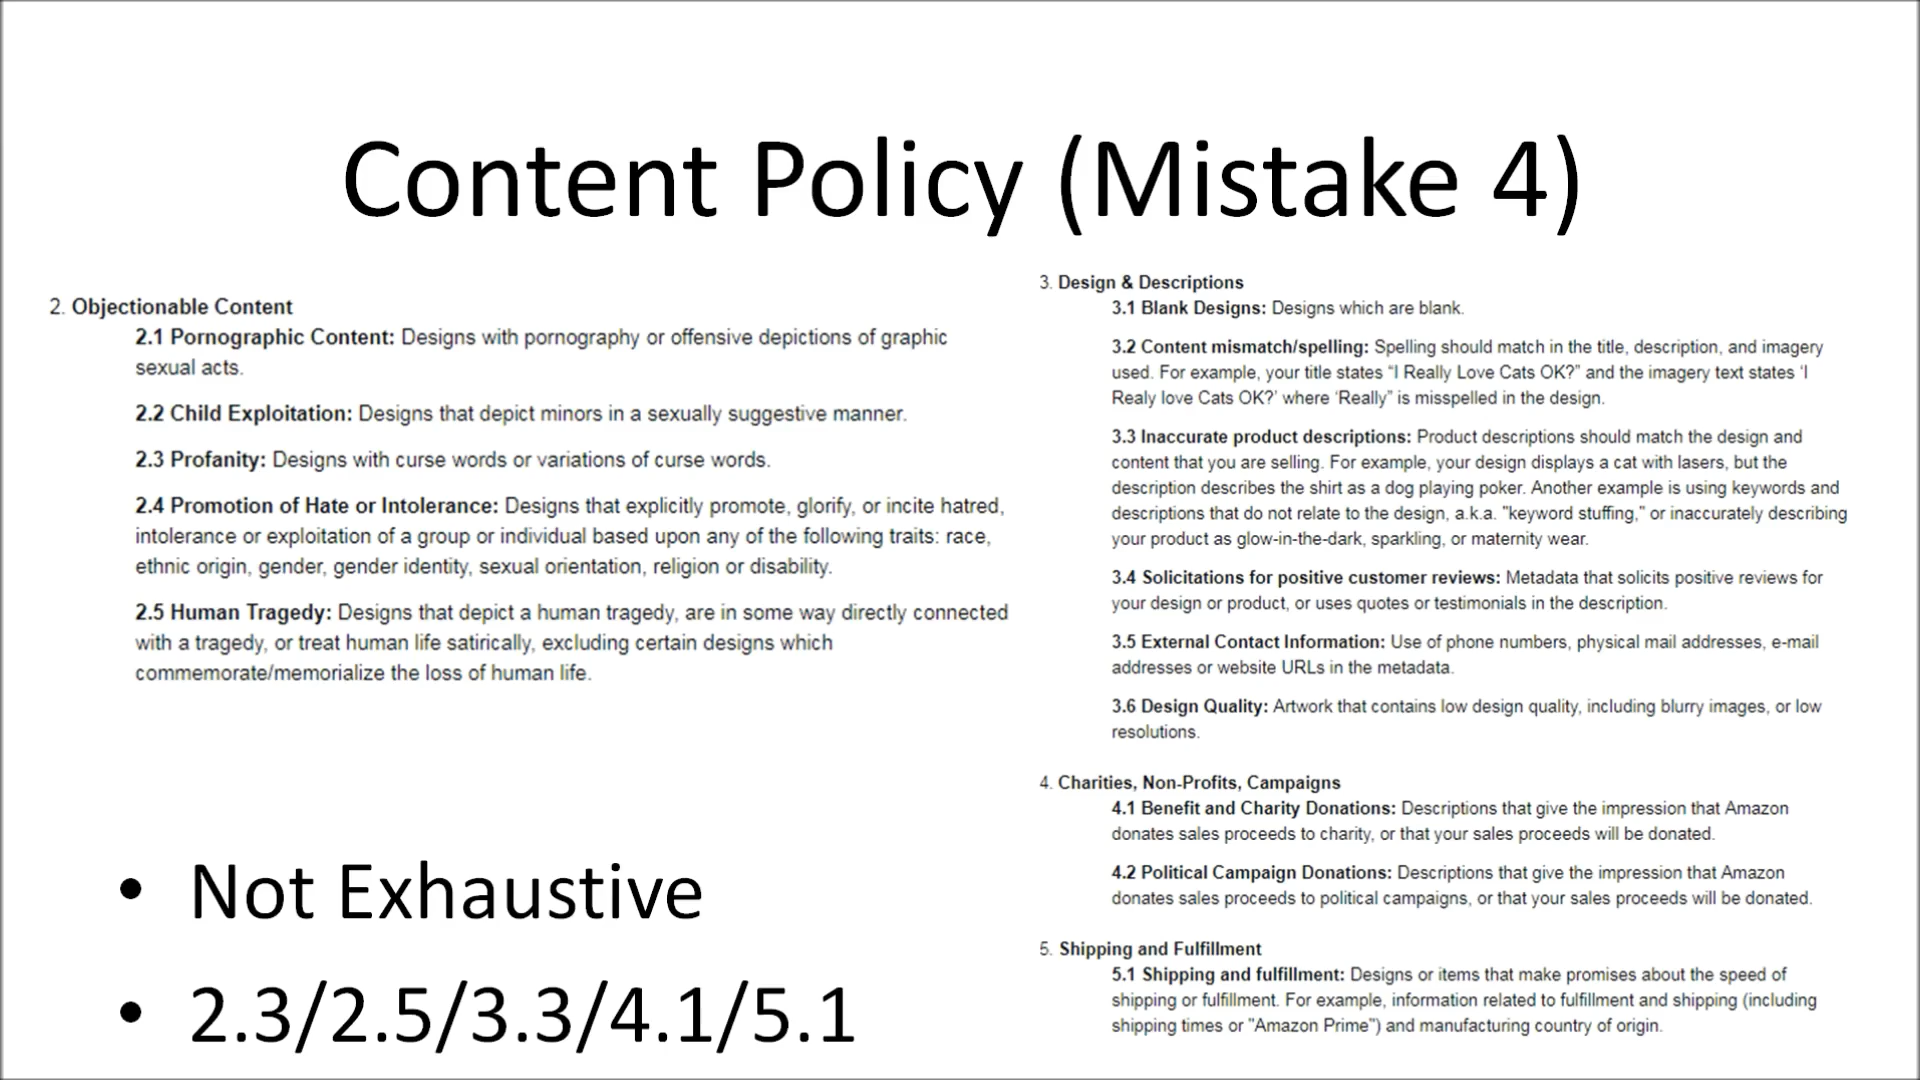 Content Policy (Mistake 4)
2. Objectionable Content
2.1 Pornographic Content: Designs with pornography or offensive depictions of graphic
sexual acts.
2.2 Child Exploitation: Designs that depict minors in a sexually suggestive manner.
2.3 Profanity: Designs with curse words or variations of curse words.
2.4 Promotion of Hate or Intolerance: Designs that explicitly promote, glorify, or incite hatred,
intolerance or exploitation of a group or individual based upon any of the following traits: race,
ethnic origin, gender, gender identity, sexual orientation, religion or disability.
2.5 Human Tragedy: Designs that depict a human tragedy, are in some way directly connected
with a tragedy, or treat human life satirically, excluding certain designs which
commemorate/memorialize the loss of human life.
• Not Exhaustive
• 2.3/2.5/3.3/4.1/5.1
3. Design & Descriptions
3.1 Blank Designs: Designs which are blank.
3.2 Content mismatch/spelling: Spelling should match in the title, description, and imagery
used. For example, your title states “I Really Love Cats OK?” and the imagery text states ‘I
Realy love Cats OK?’ where ‘Really” is misspelled in the design.
3.3 Inaccurate product descriptions: Product descriptions should match the design and
content that you are selling. For example, your design displays a cat with lasers, but the
description describes the shirt as a dog playing poker. Another example is using keywords and
descriptions that do not relate to the design, a.k.a. "keyword stuffing," or inaccurately describing
your product as glow-in-the-dark, sparkling, or maternity wear.
3.4 Solicitations for positive customer reviews: Metadata that solicits positive reviews for
your design or product, or uses quotes or testimonials in the description.
3.5 External Contact Information: Use of phone numbers, physical mail addresses, e-mail
addresses or website URLs in the metadata.
3.6 Design Quality: Artwork that contains low design quality, including blurry images, or low
resolutions.
4. Charities, Non-Profits, Campaigns
4.1 Benefit and Charity Donations: Descriptions that give the impression that Amazon
donates sales proceeds to charity, or that your sales proceeds will be donated.
4.2 Political Campaign Donations: Descriptions that give the impression that Amazon
donates sales proceeds to political campaigns, or that your sales proceeds will be donated.
5. Shipping and Fulfillment
5.1 Shipping and fulfillment: Designs or items that make promises about the speed of
shipping or fulfillment. For example, information related to fulfillment and shipping (including
shipping times or "Amazon Prime") and manufacturing country of origin.